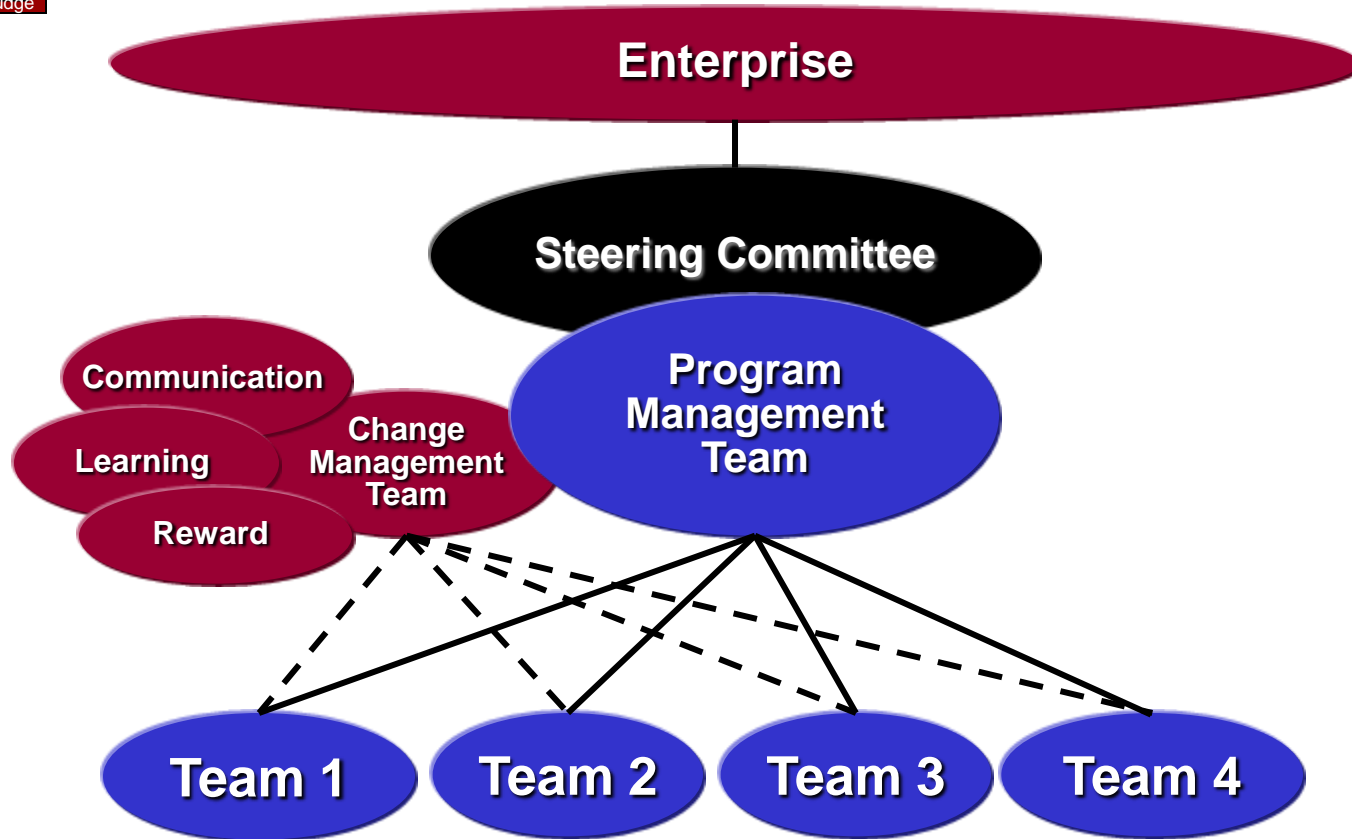 Enterprise
Steering Committee
Program
Management
Team
Communication
Change
Management
Team
Learning
Reward
Team 1
Team 2
Team 3
Team 4